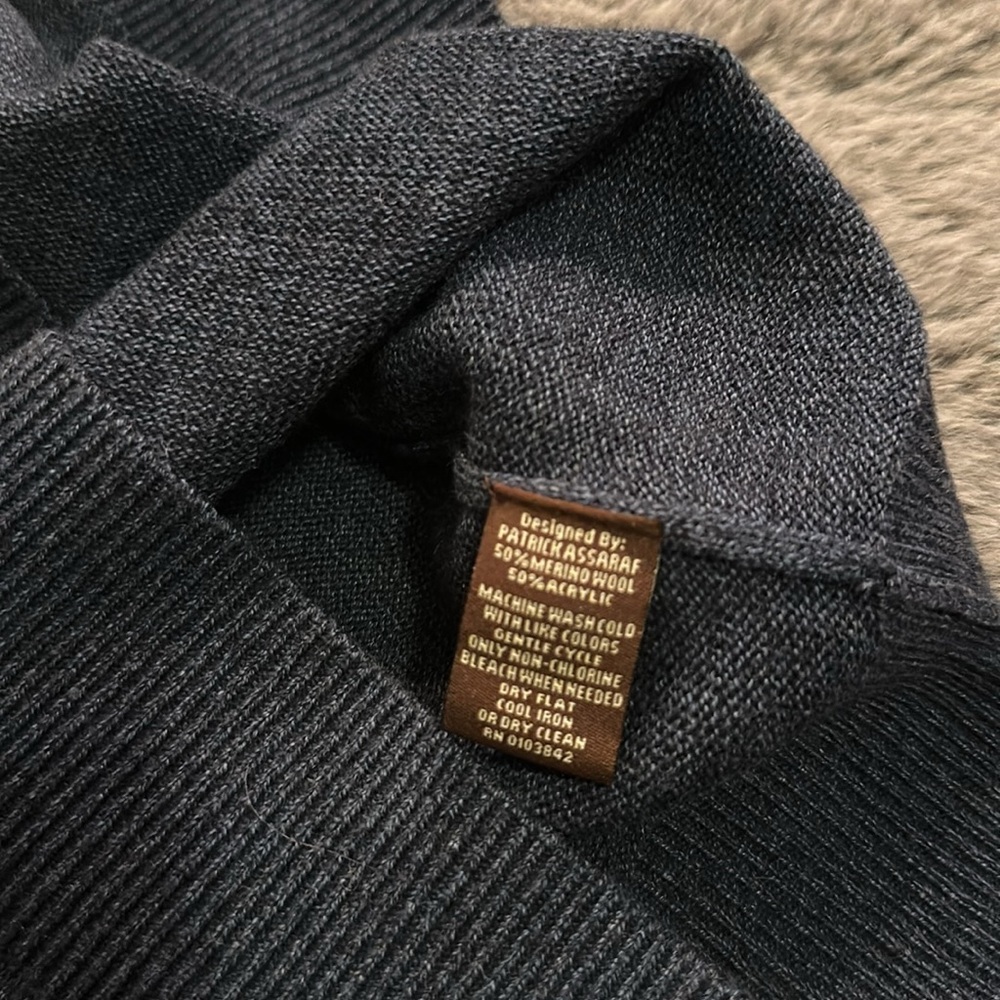 Designed By:
PATRICK ASSARAF
50% MERINO WOOL
50% ACRYLIC
MACHINE WASH COLD
WITH LIKE COLORS
GENTLE CYCLE
ONLY NON-CHLORINE
BLEACH WHEN NEEDED
DRY FLAT
COOL IRON
OR DRY CLEAN
RN 0103842